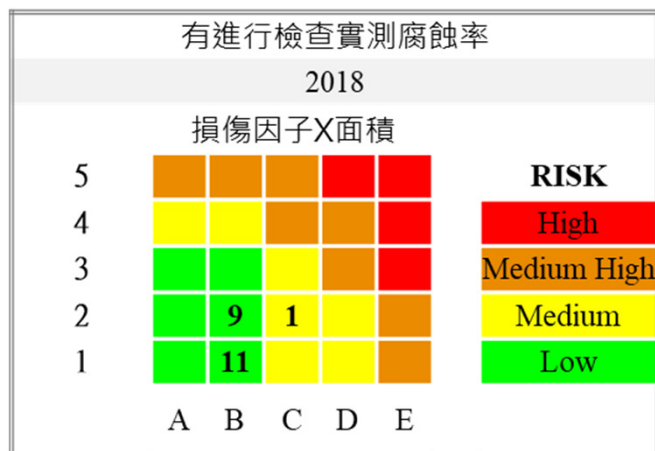 有進行檢查實測腐蝕率
2018
損傷因子X面積
5 RISK
4 High
3 Medium High
2 9 1 Medium
1 11 Low
A B C D E